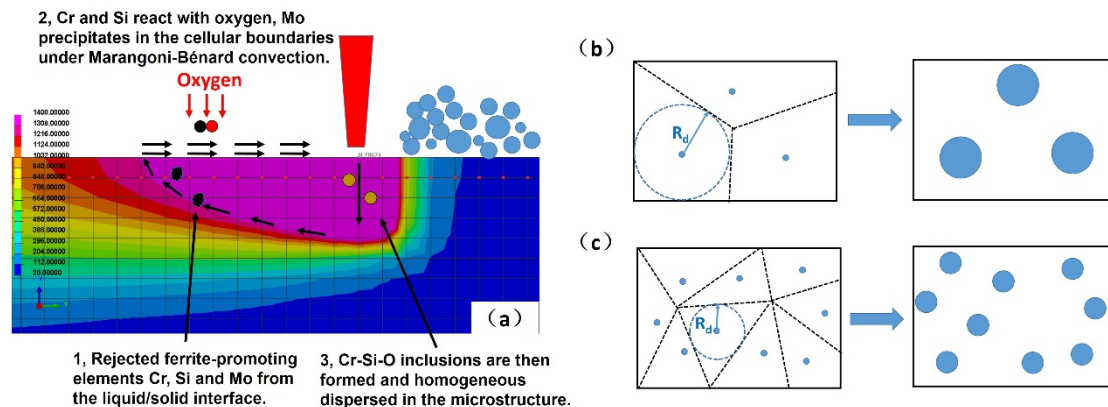 2, Cr and Si react with oxygen, Mo
precipitates in the cellular boundaries
under Marangoni-Bénard convection.
Oxygen
1400.00000
1308.00000
1216.00000
1124.00000
1032.00000
940.00000
848.00000
756.00000
664.00000
572.00000
480.00000
388.00000
296.00000
204.00000
112.00000
20.00000
(a)
1, Rejected ferrite-promoting
elements Cr, Si and Mo from
the liquid/solid interface.
3, Cr-Si-O inclusions are then
formed and homogeneous
dispersed in the microstructure.
(b)
Rd
(c)
Rd